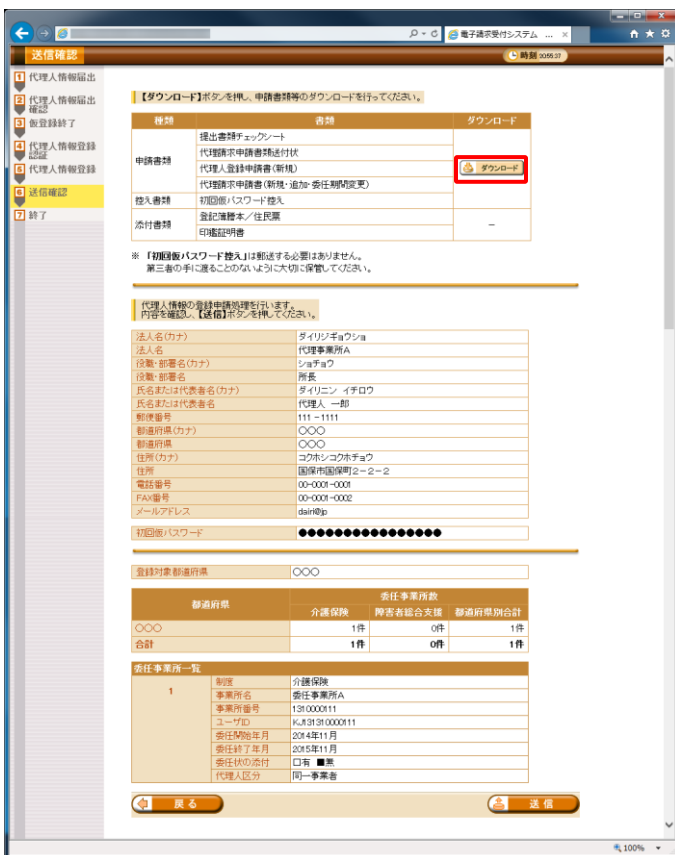 電子請求受付システム ...
送信確認
時刻 20:55:37
1 代理人情報届出
2 代理人情報届出確認
3 仮登録終了
4 代理人情報登録認証
5 代理人情報登録
6 送信確認
7 終了
【ダウンロード】ボタンを押し、申請書類等のダウンロードを行ってください。
種類 書類 ダウンロード
申請書類 提出書類チェックシート
代理請求申請書類送付状
代理人登録申請書(新規)
代理請求申請書(新規・追加・委任期間変更)
ダウンロード
控え書類 初回仮パスワード控え
添付書類 登記簿謄本/住民票
印鑑証明書
－
※ 「初回仮パスワード控え」は郵送する必要はありません。
第三者の手に渡ることのないように大切に保管してください。
代理人情報の登録申請処理を行います。
内容を確認し、【送信】ボタンを押してください。
法人名(カナ) ダイリジギョウショ
法人名 代理事業所A
役職・部署名(カナ) ショチョウ
役職・部署名 所長
氏名または代表者名(カナ) ダイリニン イチロウ
氏名または代表者名 代理人 一郎
郵便番号 111 -1111
都道府県(カナ) ○○○
都道府県 ○○○
住所(カナ) コクホシコクホチョウ
住所 国保市国保町2-2-2
電話番号 00-0001-0001
FAX番号 00-0001-0002
メールアドレス dairi@jp
初回仮パスワード ●●●●●●●●●●●●●●●●
登録対象都道府県 ○○○
都道府県 委任事業所数
介護保険 障害者総合支援 都道府県別合計
○○○ 1件 0件 1件
合計 1件 0件 1件
委任事業所一覧
1 制度 介護保険
事業所名 委任事業所A
事業所番号 1310000111
ユーザID KJ131310000111
委任開始年月 2014年11月
委任終了年月 2015年11月
委任状の添付 □有 ■無
代理人区分 同一事業者
戻る 送信
100%